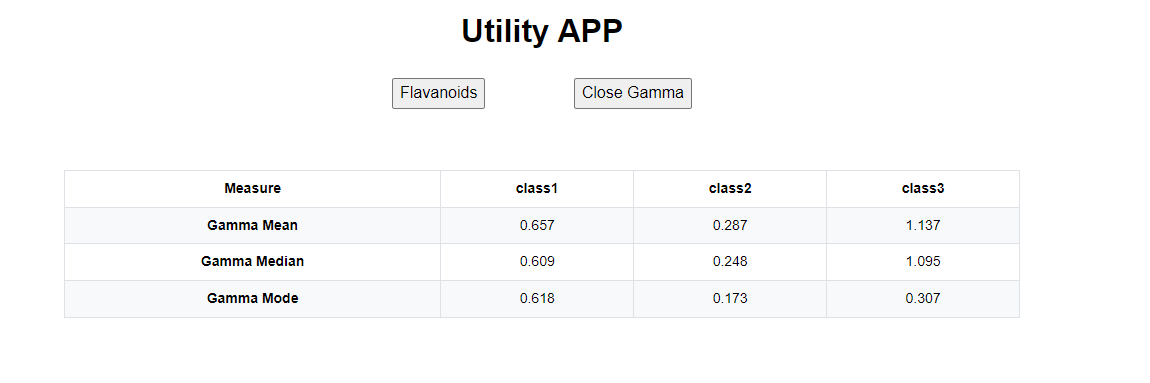 Utility APP
Flavanoids Close Gamma
Measure class1 class2 class3
Gamma Mean 0.657 0.287 1.137
Gamma Median 0.609 0.248 1.095
Gamma Mode 0.618 0.173 0.307